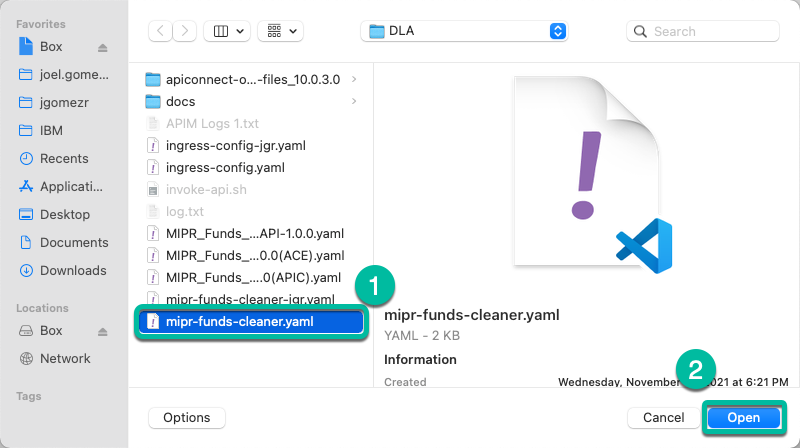 Favorites
Box
joel.gome...
jgomezr
IBM
Recents
Applicati...
Desktop
Documents
Downloads
Locations
Box
Network
Tags
DLA
Search
apiconnect-o...-files_10.0.3.0
docs
APIM Logs 1.txt
ingress-config-jgr.yaml
ingress-config.yaml
invoke-api.sh
log.txt
MIPR_Funds_...API-1.0.0.yaml
MIPR_Funds_...0.0(ACE).yaml
MIPR_Funds_....0(APIC).yaml
mipr-funds-cleaner-jgr.yaml
mipr-funds-cleaner.yaml
1
mipr-funds-cleaner.yaml
YAML - 2 KB
Information
Created Wednesday, November 2021 at 6:21 PM
2
Options
Cancel
Open